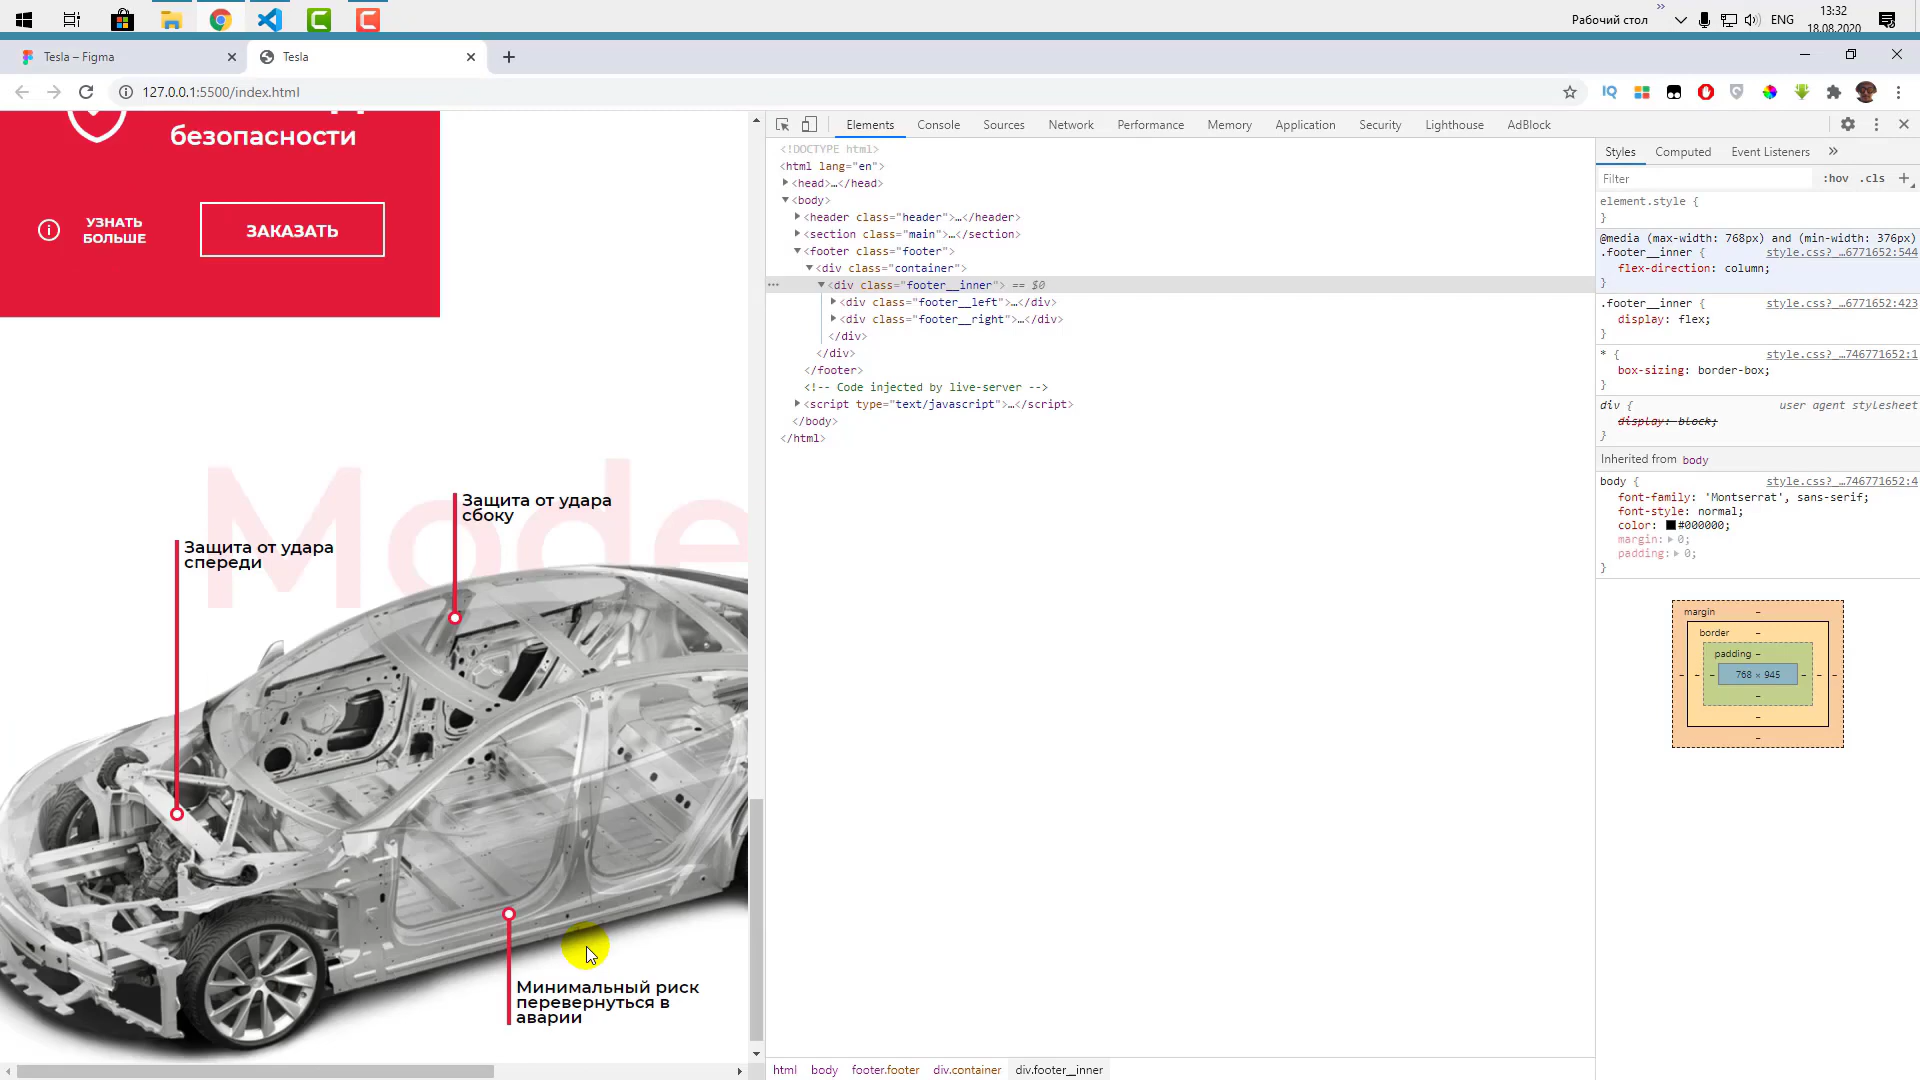 Рабочий стол
ENG
13:32
18.08.2020
Tesla – Figma
Tesla
127.0.0.1:5500/index.html
безопасности
УЗНАТЬ
БОЛЬШЕ
ЗАКАЗАТЬ
Mode
Защита от удара
сбоку
Защита от удара
спереди
Минимальный риск
перевернуться в
аварии
Elements Console Sources Network Performance Memory Application Security Lighthouse AdBlock
<!DOCTYPE html>
<html lang="en">
<head>…</head>
<body>
<header class="header">…</header>
<section class="main">…</section>
<footer class="footer">
<div class="container">
<div class="footer__inner"> == $0
<div class="footer__left">…</div>
<div class="footer__right">…</div>
</div>
</div>
</footer>
<!-- Code injected by live-server -->
<script type="text/javascript">…</script>
</body>
</html>
html body footer.footer div.container div.footer__inner
Styles Computed Event Listeners
Filter
:hov .cls
element.style {
}
@media (max-width: 768px) and (min-width: 376px)
.footer__inner { style.css?_…6771652:544
flex-direction: column;
}
.footer__inner { style.css?_…6771652:423
display: flex;
}
* { style.css?_…746771652:1
box-sizing: border-box;
}
div { user agent stylesheet
display: block;
}
Inherited from body
body { style.css?_…746771652:4
font-family: 'Montserrat', sans-serif;
font-style: normal;
color: #000000;
margin: 0;
padding: 0;
}
margin –
border –
padding –
768 × 945